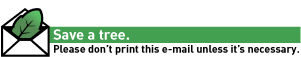 Save a tree.
Please don't print this e-mail unless it's necessary.